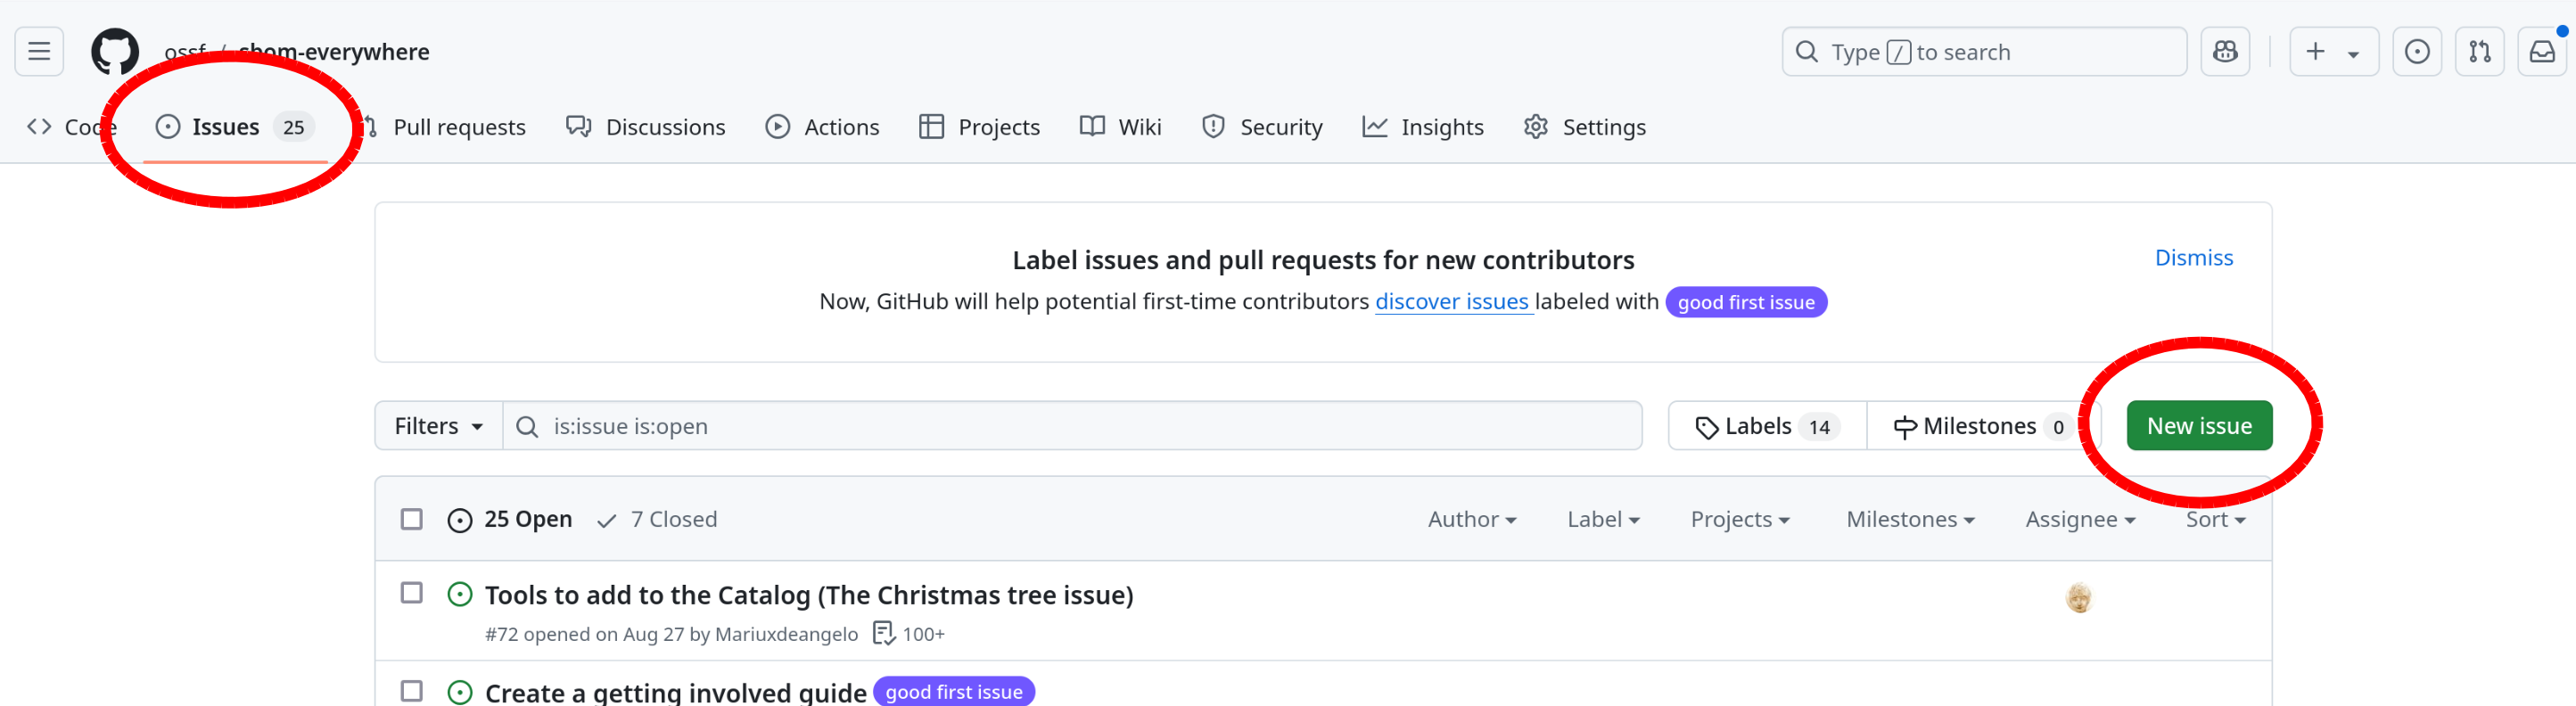 ossf / sbom-everywhere
Type / to search
Code
Issues 25
Pull requests
Discussions
Actions
Projects
Wiki
Security
Insights
Settings
Label issues and pull requests for new contributors
Dismiss
Now, GitHub will help potential first-time contributors discover issues labeled with good first issue
Filters
is:issue is:open
Labels 14
Milestones 0
New issue
25 Open
7 Closed
Author
Label
Projects
Milestones
Assignee
Sort
Tools to add to the Catalog (The Christmas tree issue)
#72 opened on Aug 27 by Mariuxdeangelo 100+
Create a getting involved guide good first issue